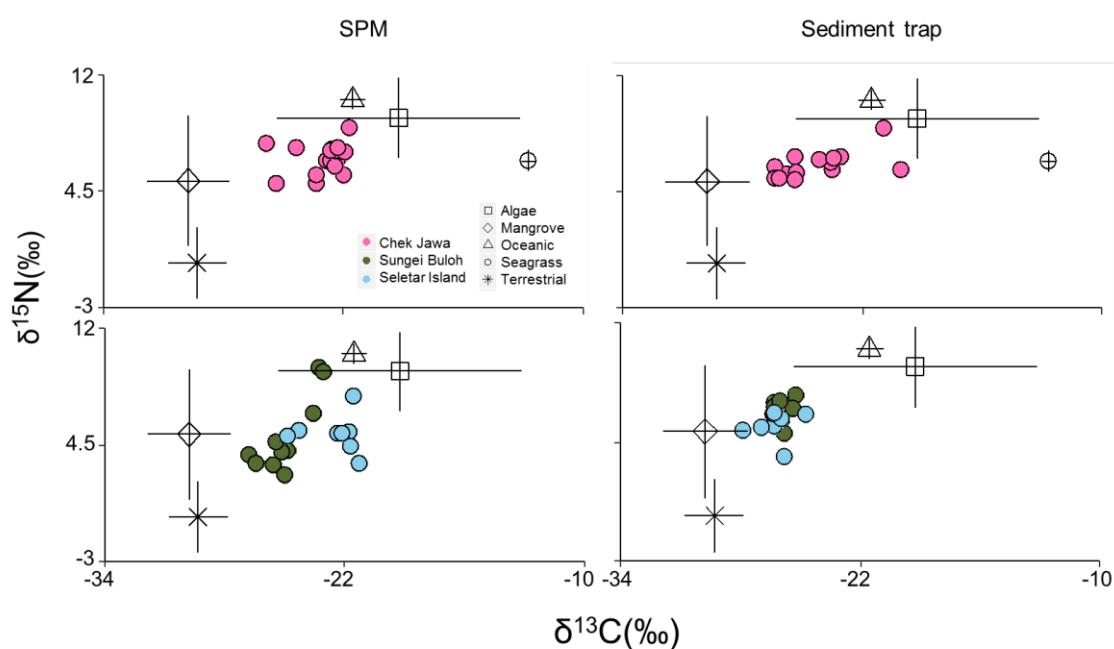 SPM
Sediment trap
12
4.5
-3
Chek Jawa
Sungei Buloh
Seletar Island
Algae
Mangrove
Oceanic
Seagrass
Terrestrial
12
4.5
-3
δ15N(‰)
-34
-22
-10
-34
-22
-10
δ13C(‰)